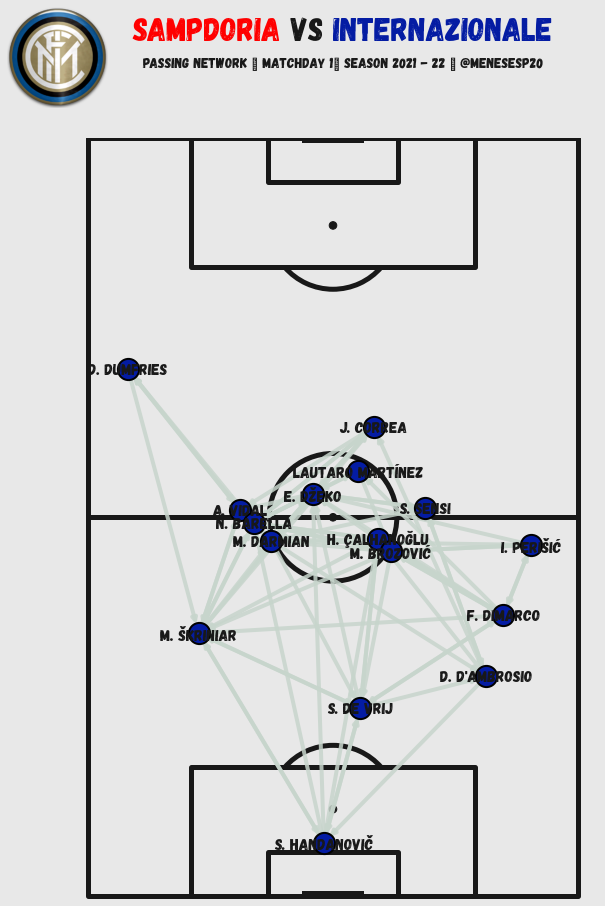 SAMPDORIA VS INTERNAZIONALE
PASSING NETWORK ▯ MATCHDAY 1▯ SEASON 2021 - 22 ▯ @MENESESP20
D. DUMFRIES
J. CORREA
LAUTARO MARTÍNEZ
E. DZEKO
A. VIDAL
S. SENSI
N. BARELLA
M. DARMIAN
H. ÇALHANOĞLU
M. BROZOVIĆ
I. PERIŠIĆ
F. DIMARCO
M. ŠKRINIAR
D. D'AMBROSIO
S. DE VRIJ
S. HANDANOVIČ